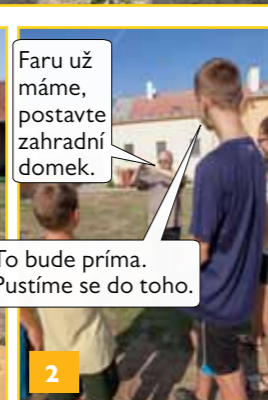 Faru už
máme,
postavte
zahradní
domek.
To bude príma.
Pustíme se do toho.
2